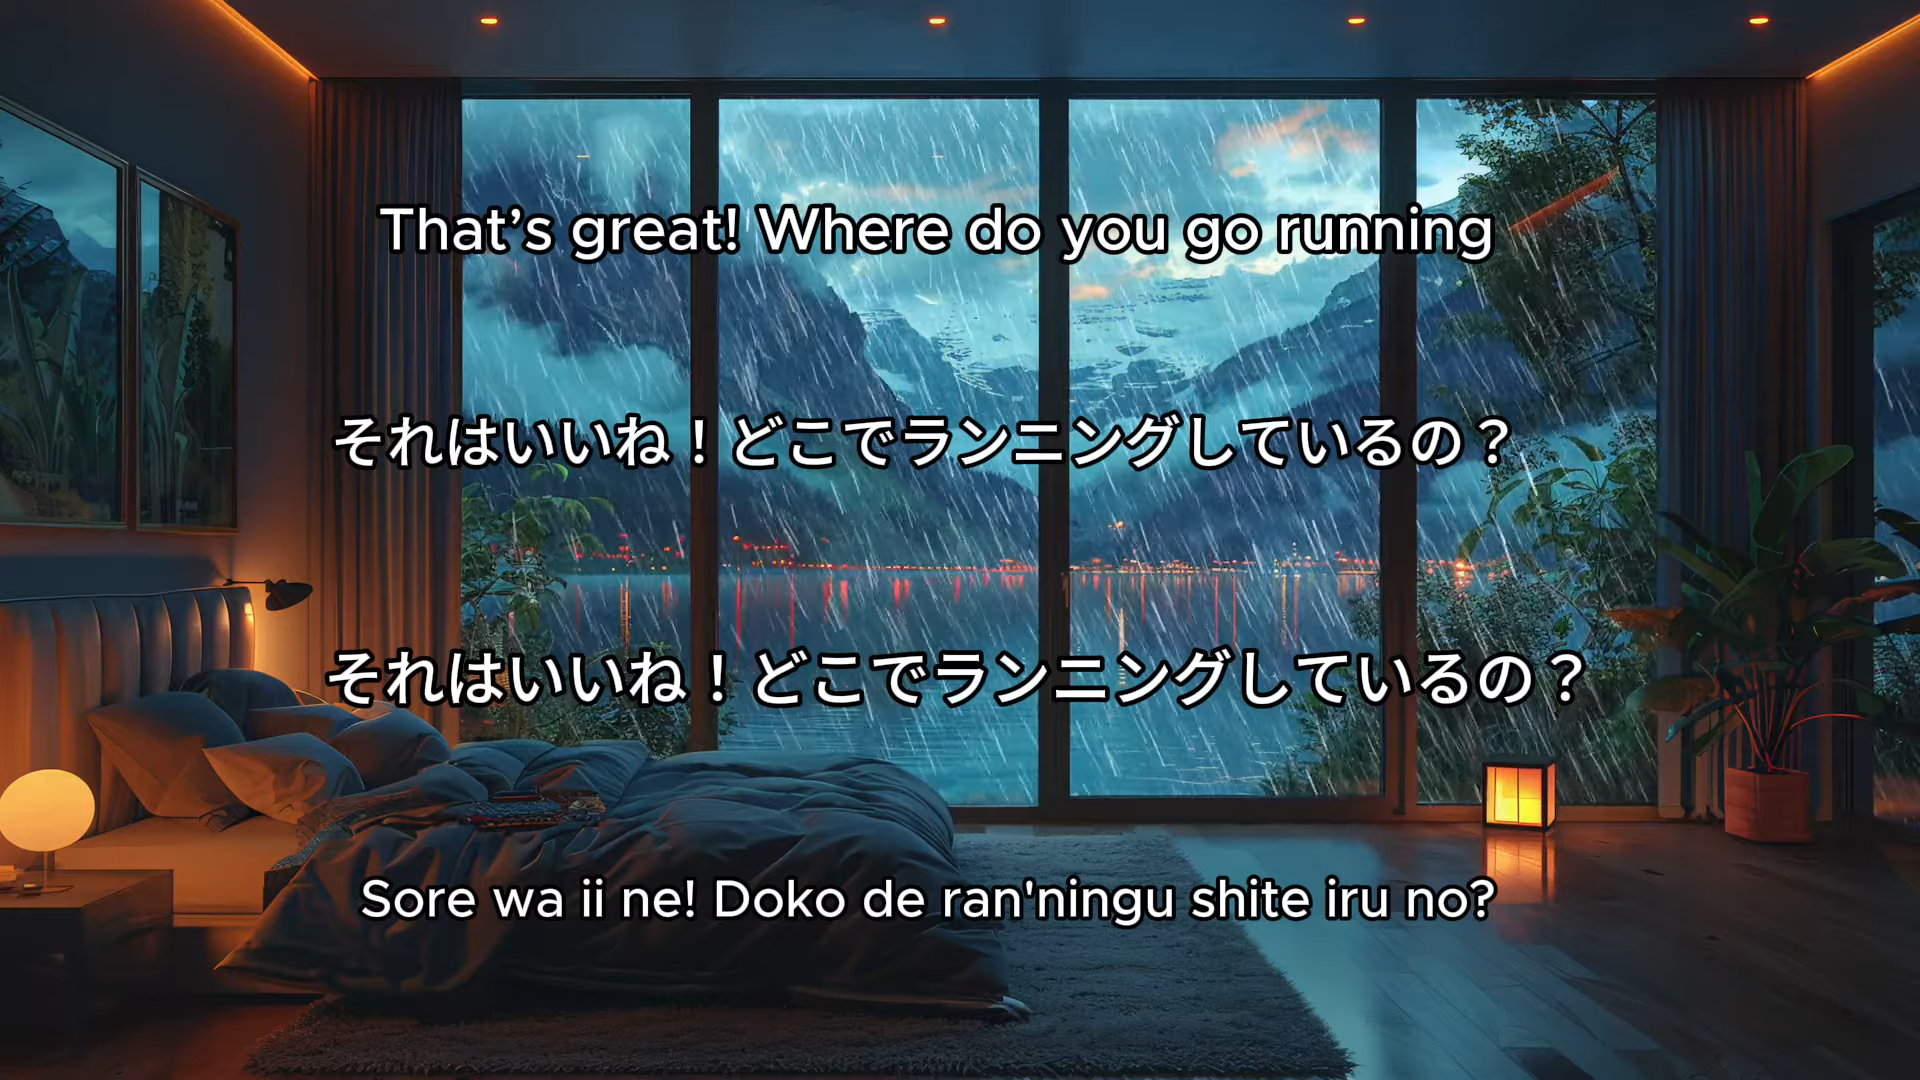 That’s great! Where do you go running
それはいいね！どこでランニングしているの？
それはいいね！どこでランニングしているの？
Sore wa ii ne! Doko de ran'ningu shite iru no?